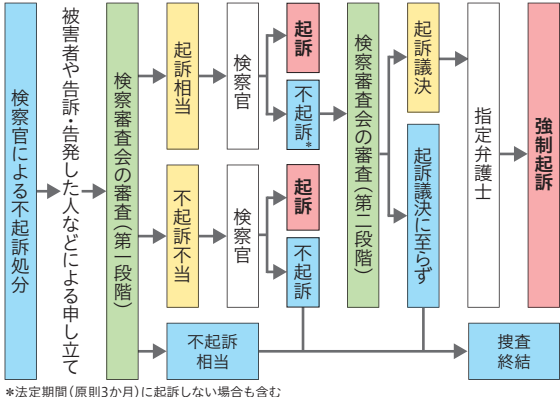 検察官による不起訴処分
被害者や告訴・告発した人などによる申し立て
検察審査会の審査(第一段階)
起訴相当
検察官
起訴
不起訴*
不起訴不当
検察官
起訴
不起訴
不起訴
相当
検察審査会の審査(第二段階)
起訴議決
起訴議決に至らず
指定弁護士
強制起訴
捜査
終結
*法定期間(原則3か月)に起訴しない場合も含む